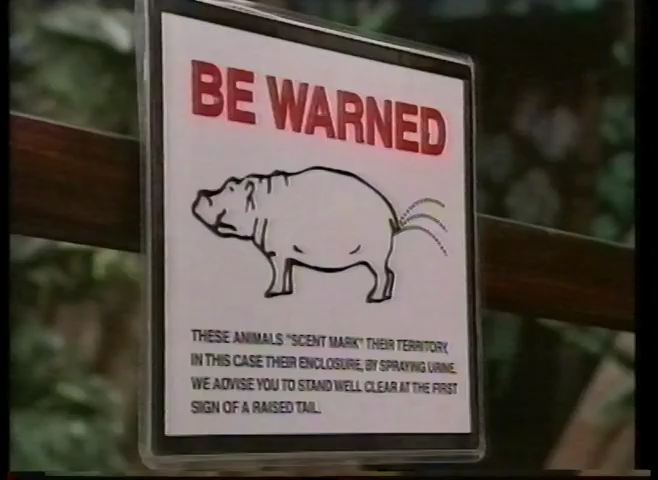 BE WARNED
THESE ANIMALS "SCENT MARK" THEIR TERRITORY,
IN THIS CASE THEIR ENCLOSURE, BY SPRAYING URINE.
WE ADVISE YOU TO STAND WELL CLEAR AT THE FIRST
SIGN OF A RAISED TAIL.